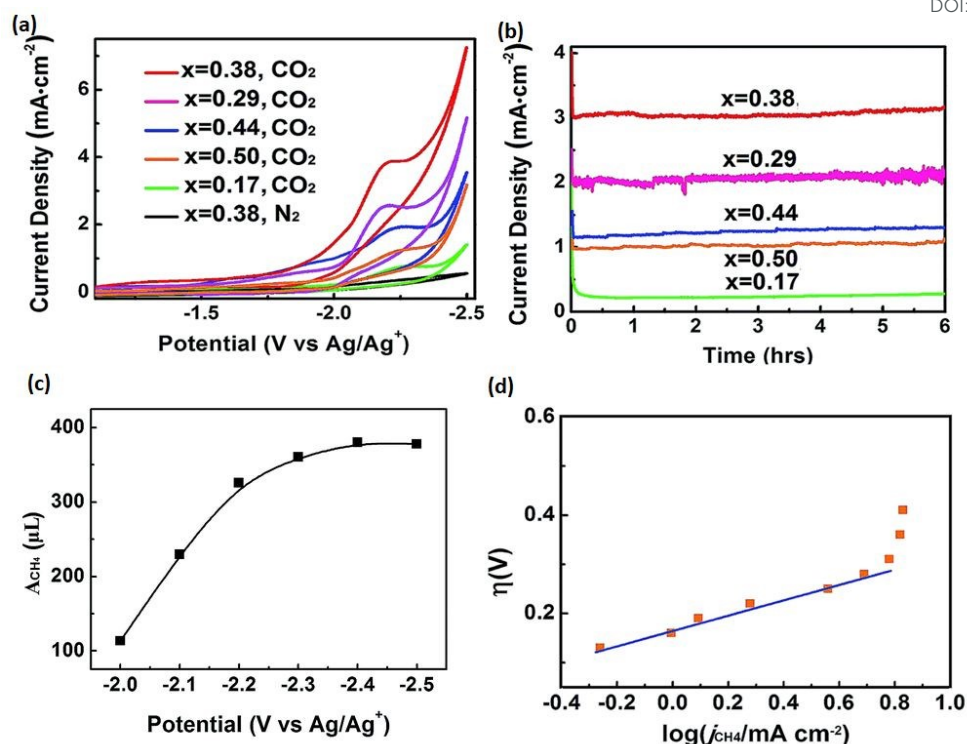 DOI:
(a)
Current Density (mA·cm⁻²)
6
4
2
0
x=0.38, CO₂
x=0.29, CO₂
x=0.44, CO₂
x=0.50, CO₂
x=0.17, CO₂
x=0.38, N₂
-1.5 -2.0 -2.5
Potential (V vs Ag/Ag⁺)
(b)
Current Density (mA·cm⁻²)
4
3
2
1
0
x=0.38
x=0.29
x=0.44
x=0.50
x=0.17
0 1 2 3 4 5 6
Time (hrs)
(c)
A_CH₄ (μL)
400
300
200
100
-2.0 -2.1 -2.2 -2.3 -2.4 -2.5
Potential (V vs Ag/Ag⁺)
(d)
η(V)
0.6
0.4
0.2
0.0
-0.4 -0.2 0.0 0.2 0.4 0.6 0.8 1.0
log(j_CH4/mA cm⁻²)